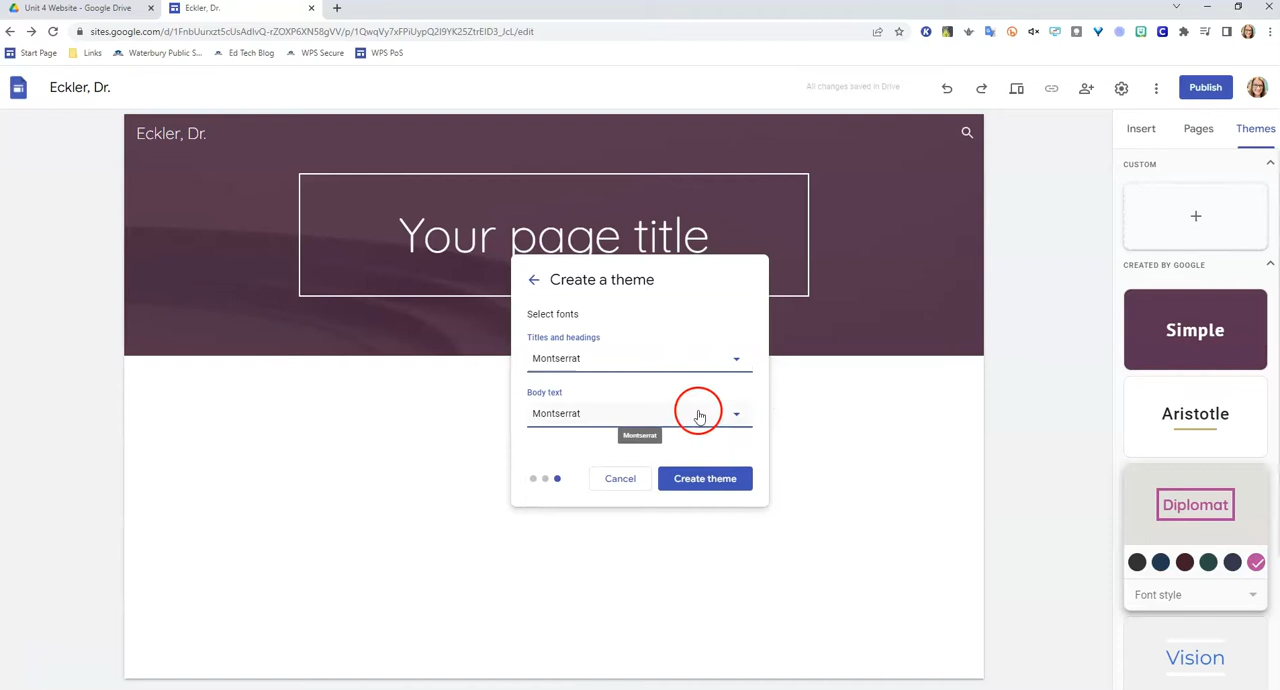 Unit 4 Website - Google Drive
Eckler, Dr.
sites.google.com/d/1FnbUurxzt5cUsAIlvQ-rZOXP6XN58gVV/p/1QwqVy7xFPiUypQ2I9YK25ZtrEID3_JcL/edit
Start Page
Links
Waterbury Public S...
Ed Tech Blog
WPS Secure
WPS PoS
Eckler, Dr.
All changes saved in Drive
Publish
Insert
Pages
Themes
Eckler, Dr.
Your page title
Create a theme
Select fonts
Titles and headings
Montserrat
Body text
Montserrat
Montserrat
Cancel
Create theme
CUSTOM
CREATED BY GOOGLE
Simple
Aristotle
Diplomat
Font style
Vision